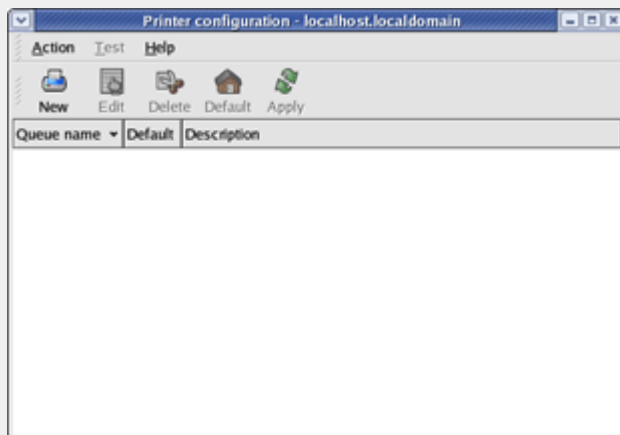 Printer configuration - localhost.localdomain
Action Test Help
New Edit Delete Default Apply
Queue name Default Description